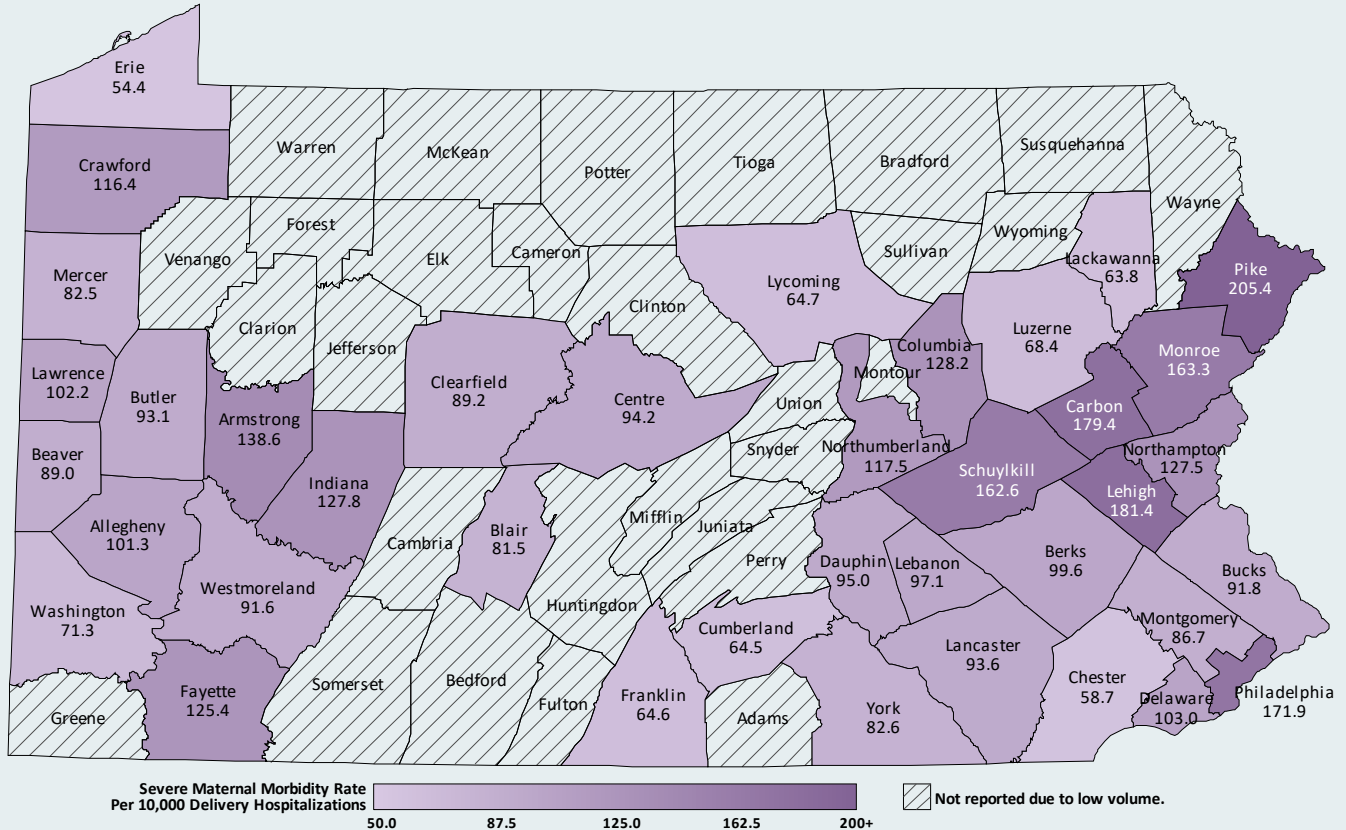 Erie
54.4
Crawford
116.4
Warren
McKean
Potter
Tioga
Bradford
Susquehanna
Wayne
Wyoming
Lackawanna
63.8
Pike
205.4
Mercer
82.5
Venango
Forest
Elk
Cameron
Clinton
Lycoming
64.7
Sullivan
Columbia
128.2
Luzerne
68.4
Monroe
163.3
Lawrence
102.2
Butler
93.1
Clarion
Jefferson
Clearfield
89.2
Centre
94.2
Union
Montour
Carbon
179.4
Beaver
89.0
Armstrong
138.6
Indiana
127.8
Snyder
Northumberland
117.5
Schuylkill
162.6
Northampton
127.5
Lehigh
181.4
Allegheny
101.3
Westmoreland
91.6
Cambria
Blair
81.5
Huntingdon
Mifflin
Juniata
Perry
Dauphin
95.0
Lebanon
97.1
Berks
99.6
Bucks
91.8
Washington
71.3
Cumberland
64.5
Lancaster
93.6
Montgomery
86.7
Greene
Fayette
125.4
Somerset
Bedford
Fulton
Franklin
64.6
Adams
York
82.6
Chester
58.7
Delaware
103.0
Philadelphia
171.9
Severe Maternal Morbidity Rate
Per 10,000 Delivery Hospitalizations
50.0
87.5
125.0
162.5
200+
Not reported due to low volume.